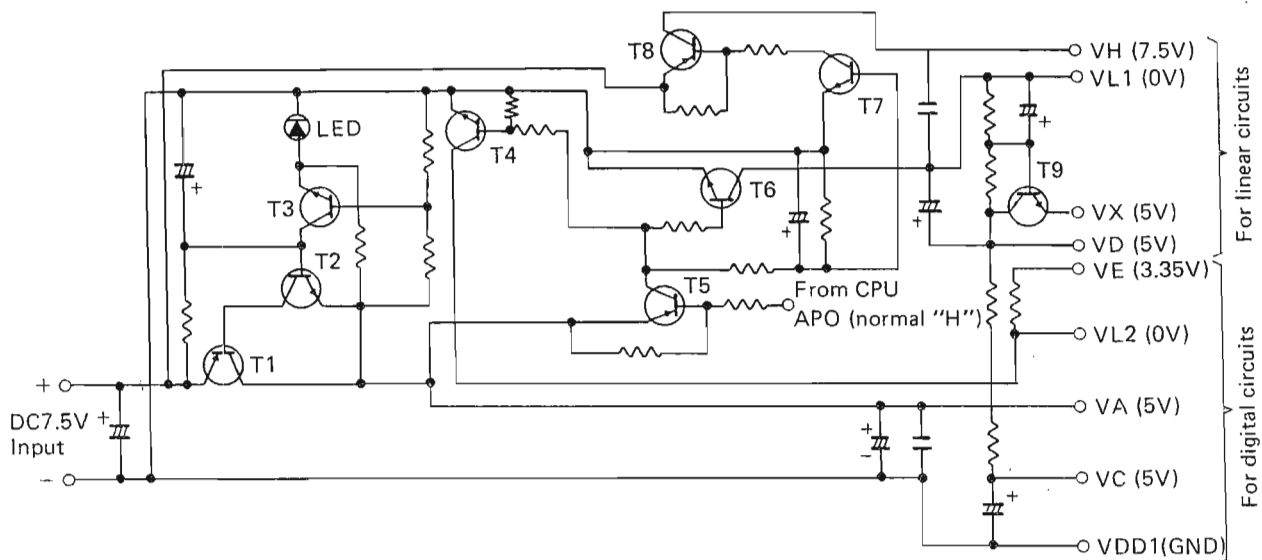 T8
VH (7.5V)
VL1 (0V)
T7
LED
T4
T9
T6
T3
VX (5V)
VD (5V)
T2
VE (3.35V)
T5
From CPU
APO (normal "H")
VL2 (0V)
T1
+
DC7.5V
Input
-
VA (5V)
VC (5V)
VDD1(GND)
For linear circuits
For digital circuits
+
+
+
+
+
+
-
+